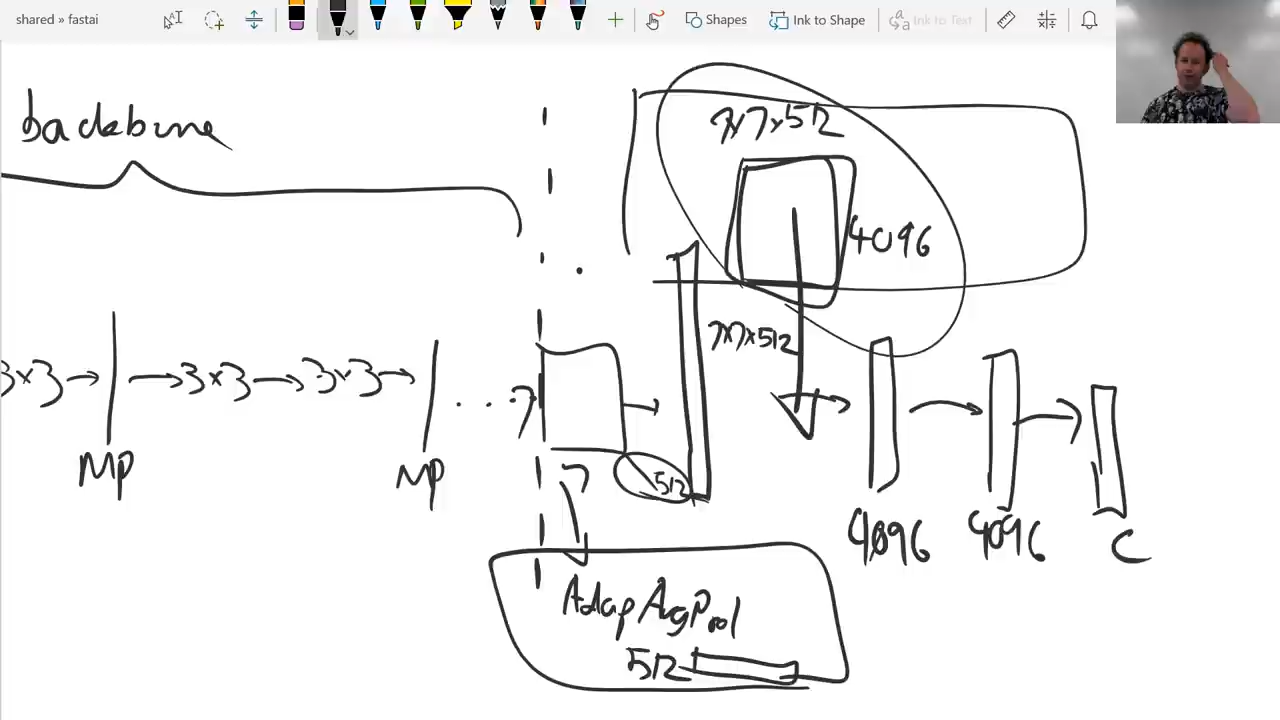 shared » fastai
Shapes
Ink to Shape
Ink to Text
backbone
7x7x512
4096
7x7x512
3x3
3x3
3x3
7
MP
MP
7
512
4096
4096
C
AdapAvgPool
512